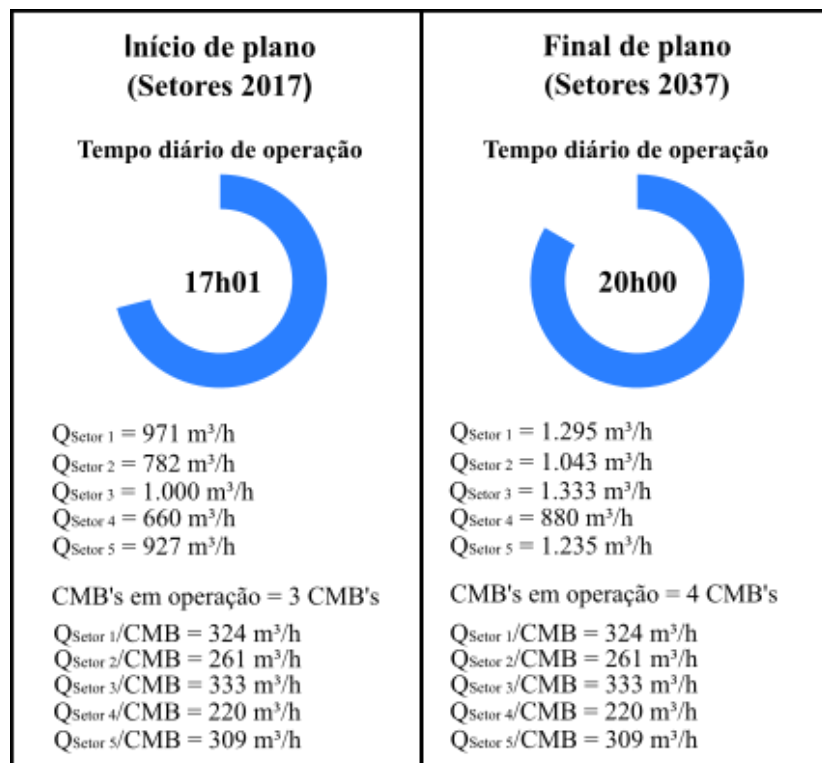 Início de plano
(Setores 2017)
Tempo diário de operação
17h01
QSetor 1 = 971 m³/h
QSetor 2 = 782 m³/h
QSetor 3 = 1.000 m³/h
QSetor 4 = 660 m³/h
QSetor 5 = 927 m³/h
CMB's em operação = 3 CMB's
QSetor 1/CMB = 324 m³/h
QSetor 2/CMB = 261 m³/h
QSetor 3/CMB = 333 m³/h
QSetor 4/CMB = 220 m³/h
QSetor 5/CMB = 309 m³/h
Final de plano
(Setores 2037)
Tempo diário de operação
20h00
QSetor 1 = 1.295 m³/h
QSetor 2 = 1.043 m³/h
QSetor 3 = 1.333 m³/h
QSetor 4 = 880 m³/h
QSetor 5 = 1.235 m³/h
CMB's em operação = 4 CMB's
QSetor 1/CMB = 324 m³/h
QSetor 2/CMB = 261 m³/h
QSetor 3/CMB = 333 m³/h
QSetor 4/CMB = 220 m³/h
QSetor 5/CMB = 309 m³/h